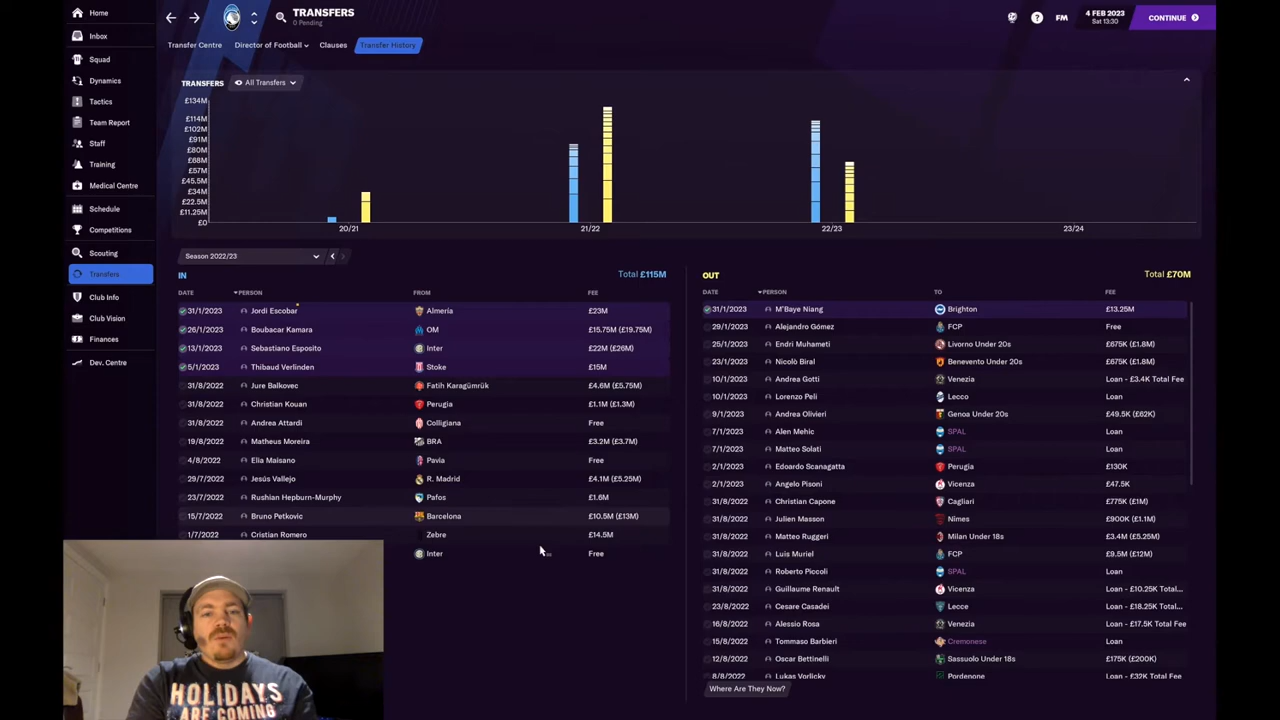 Home
Inbox
Squad
Dynamics
Tactics
Team Report
Staff
Training
Medical Centre
Schedule
Competitions
Scouting
Transfers
Club Info
Club Vision
Finances
Dev. Centre
TRANSFERS
0 Pending
? FM 4 FEB 2023
Sat 13:30
CONTINUE
Transfer Centre Director of Football Clauses Transfer History
TRANSFERS All Transfers
£134M
£114M
£102M
£91M
£80M
£68M
£57M
£45.5M
£34M
£22.5M
£11.25M
£0
20/21 21/22 22/23 23/24
Season 2022/23
IN Total £115M
DATE PERSON FROM FEE
31/1/2023 Jordi Escobar Almería £23M
26/1/2023 Boubacar Kamara OM £15.75M (£19.75M)
13/1/2023 Sebastiano Esposito Inter £22M (£26M)
5/1/2023 Thibaud Verlinden Stoke £15M
31/8/2022 Jure Balkovec Fatih Karagümrük £4.6M (£5.75M)
31/8/2022 Christian Kouan Perugia £1.1M (£1.3M)
31/8/2022 Andrea Attardi Colligiana Free
19/8/2022 Matheus Moreira BRA £3.2M (£3.7M)
4/8/2022 Elia Maisano Pavia Free
29/7/2022 Jesús Vallejo R. Madrid £4.1M (£5.25M)
23/7/2022 Rushian Hepburn-Murphy Pafos £1.6M
15/7/2022 Bruno Petkovic Barcelona £10.5M (£13M)
1/7/2022 Cristian Romero Zebre £14.5M
Inter Free
OUT Total £70M
DATE PERSON TO FEE
31/1/2023 M'Baye Niang Brighton £13.25M
29/1/2023 Alejandro Gómez FCP Free
25/1/2023 Endri Muhameti Livorno Under 20s £675K (£1.8M)
23/1/2023 Nicolò Biral Benevento Under 20s £675K (£1.8M)
10/1/2023 Andrea Gotti Venezia Loan - £3.4K Total Fee
10/1/2023 Lorenzo Peli Lecco Loan
9/1/2023 Andrea Olivieri Genoa Under 20s £49.5K (£62K)
7/1/2023 Alen Mehic SPAL Loan
7/1/2023 Matteo Solati SPAL Loan
2/1/2023 Edoardo Scanagatta Perugia £130K
2/1/2023 Angelo Pisoni Vicenza £47.5K
31/8/2022 Christian Capone Cagliari £775K (£1M)
31/8/2022 Julien Masson Nîmes £900K (£1.1M)
31/8/2022 Matteo Ruggeri Milan Under 18s £3.4M (£5.25M)
31/8/2022 Luis Muriel FCP £9.5M (£12M)
31/8/2022 Roberto Piccoli SPAL Loan
31/8/2022 Guillaume Renault Vicenza Loan - £10.25K Total...
23/8/2022 Cesare Casadei Lecce Loan - £18.25K Total...
16/8/2022 Alessio Rosa Venezia Loan - £17.5K Total Fee
15/8/2022 Tommaso Barbieri Cremonese Loan
12/8/2022 Oscar Bettinelli Sassuolo Under 18s £175K (£200K)
8/8/2022 Lukas Vorlicky Pordenone Loan - £32K Total Fee
Where Are They Now?
HOLIDAYS
ARE COMING